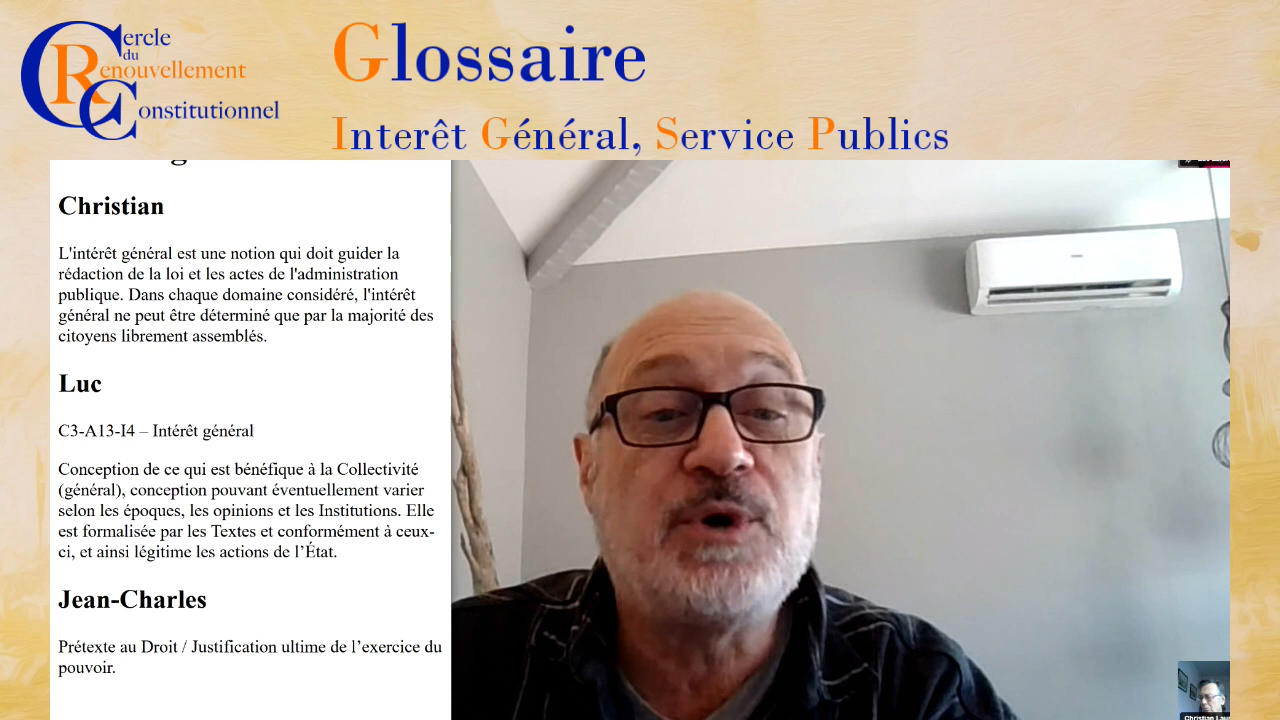 Cercle
du
Renouvellement
Constitutionnel
Glossaire
Interêt Général, Service Publics
Christian
L'intérêt général est une notion qui doit guider la
rédaction de la loi et les actes de l'administration
publique. Dans chaque domaine considéré, l'intérêt
général ne peut être déterminé que par la majorité des
citoyens librement assemblés.
Luc
C3-A13-I4 – Intérêt général
Conception de ce qui est bénéfique à la Collectivité
(général), conception pouvant éventuellement varier
selon les époques, les opinions et les Institutions. Elle
est formalisée par les Textes et conformément à ceux-
ci, et ainsi légitime les actions de l’État.
Jean-Charles
Prétexte au Droit / Justification ultime de l’exercice du
pouvoir.
Christian Lau